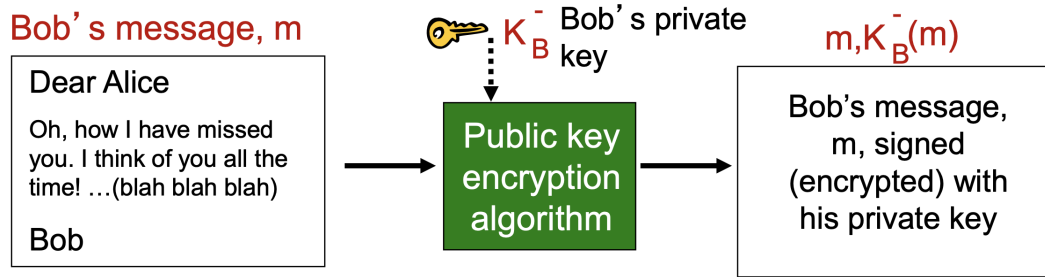 Bob's message, m
Dear Alice
Oh, how I have missed
you. I think of you all the
time! …(blah blah blah)
Bob
K_B^-
Bob's private
key
Public key
encryption
algorithm
m,K_B^-(m)
Bob's message,
m, signed
(encrypted) with
his private key